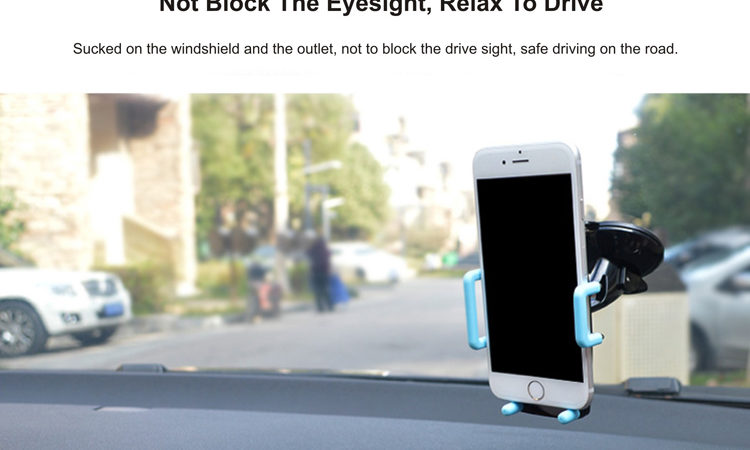 Not Block The Eyesight, Relax To Drive
Sucked on the windshield and the outlet, not to block the drive sight, safe driving on the road.